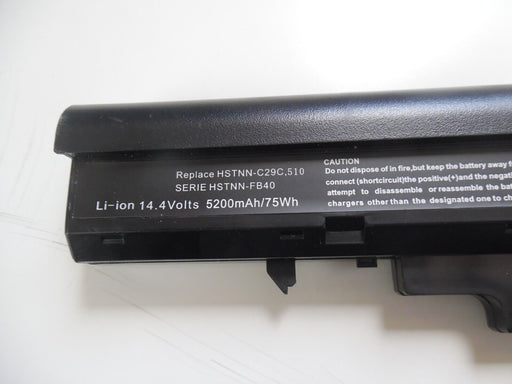 Replace HSTNN-C29C,510
SERIE HSTNN-FB40
Li-ion 14.4Volts 5200mAh/75Wh
CAUTION
Do not dispose of in fire,but keep the battery away
connect (shortcircuit)the positive(+)and the negative
attempt to disassemble or reassemble the bat
chargers other than the designated one to c